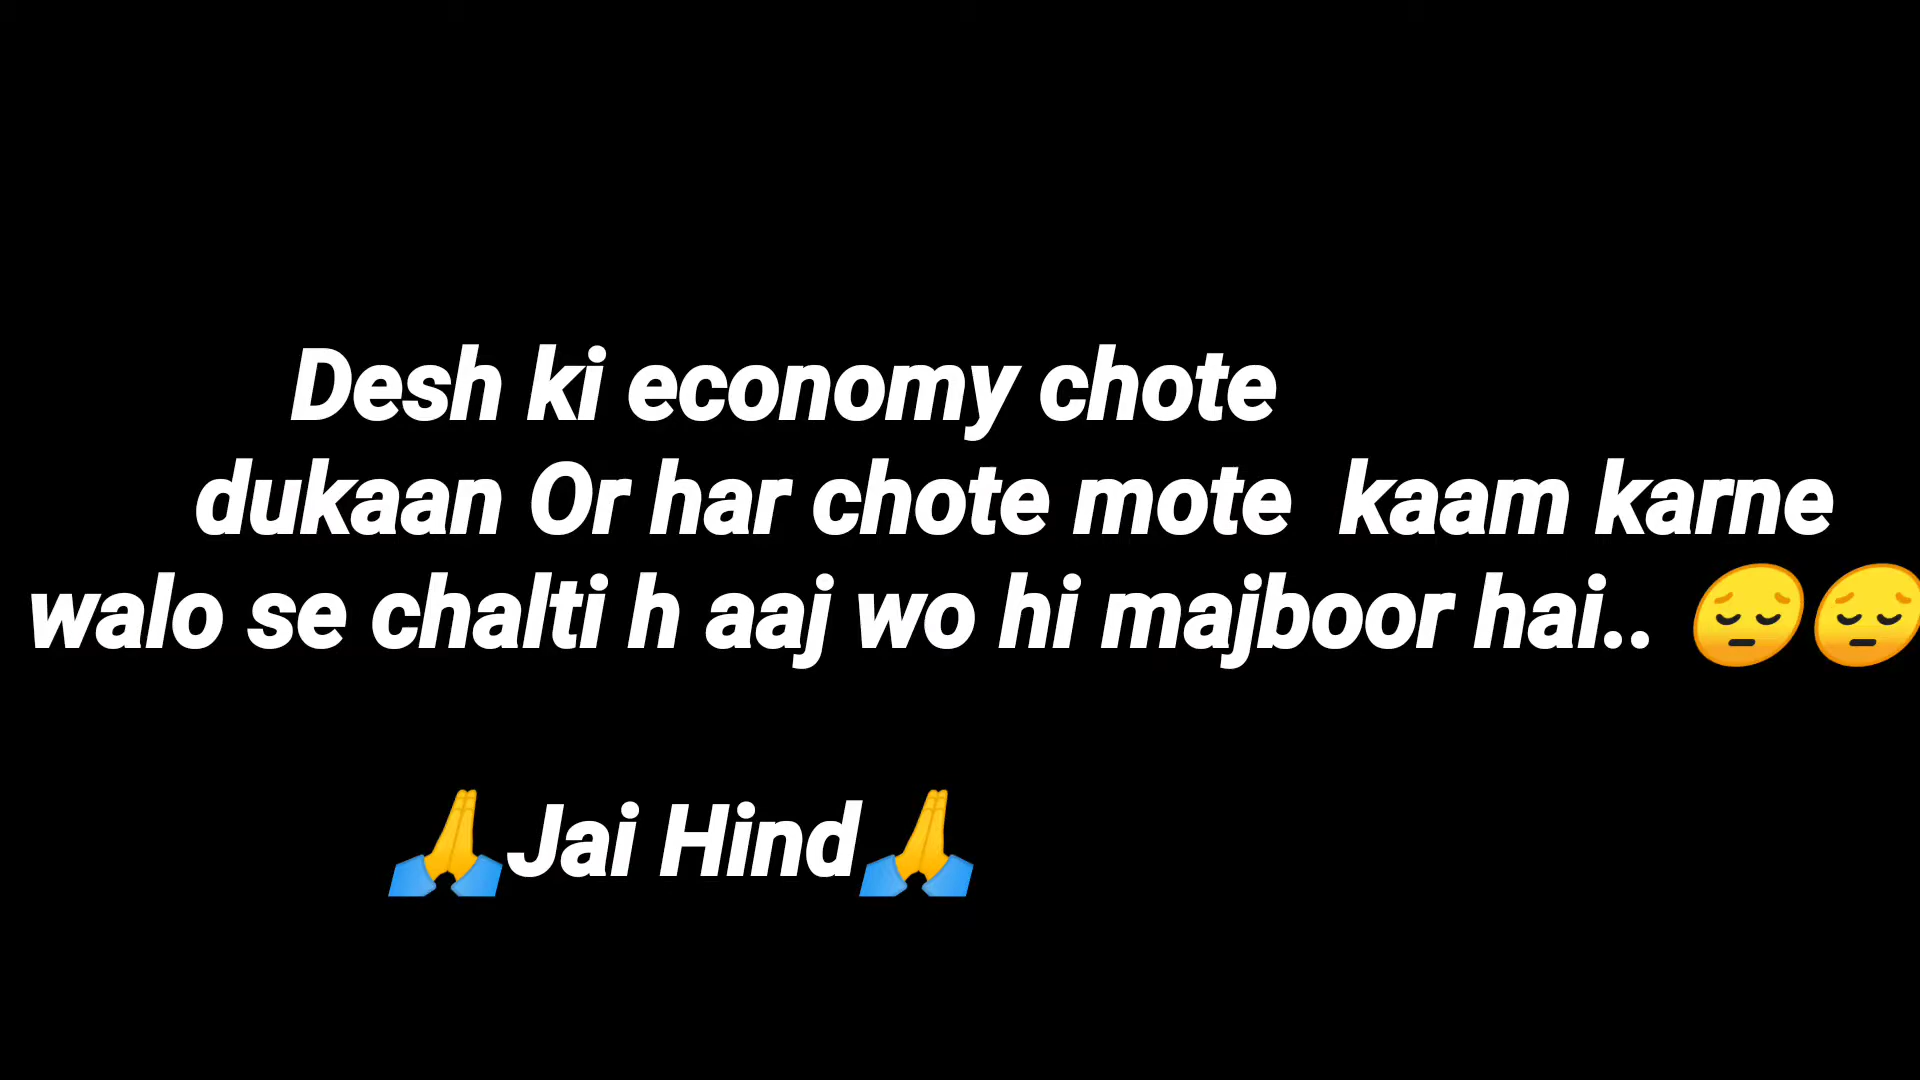 Desh ki economy chote
dukaan Or har chote mote  kaam karne
walo se chalti h aaj wo hi majboor hai.. 😔😔
🙏Jai Hind🙏